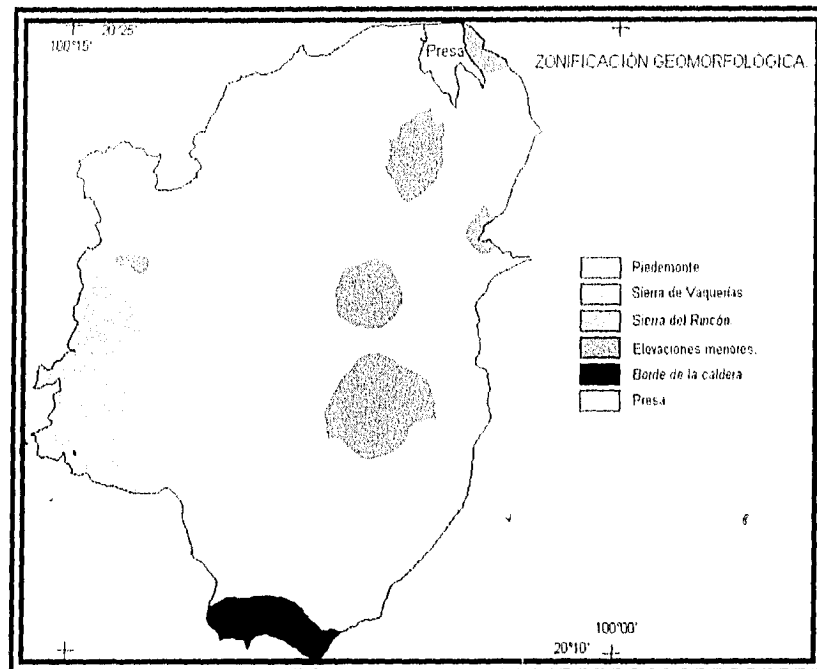 20°25'
100°15'
Presa
ZONIFICACIÓN GEOMORFOLÓGICA.
Piedemonte
Sierra de Vaquerías
Sierra del Rincón
Elevaciones menores.
Borde de la caldera
Presa
100°00'
20°10'